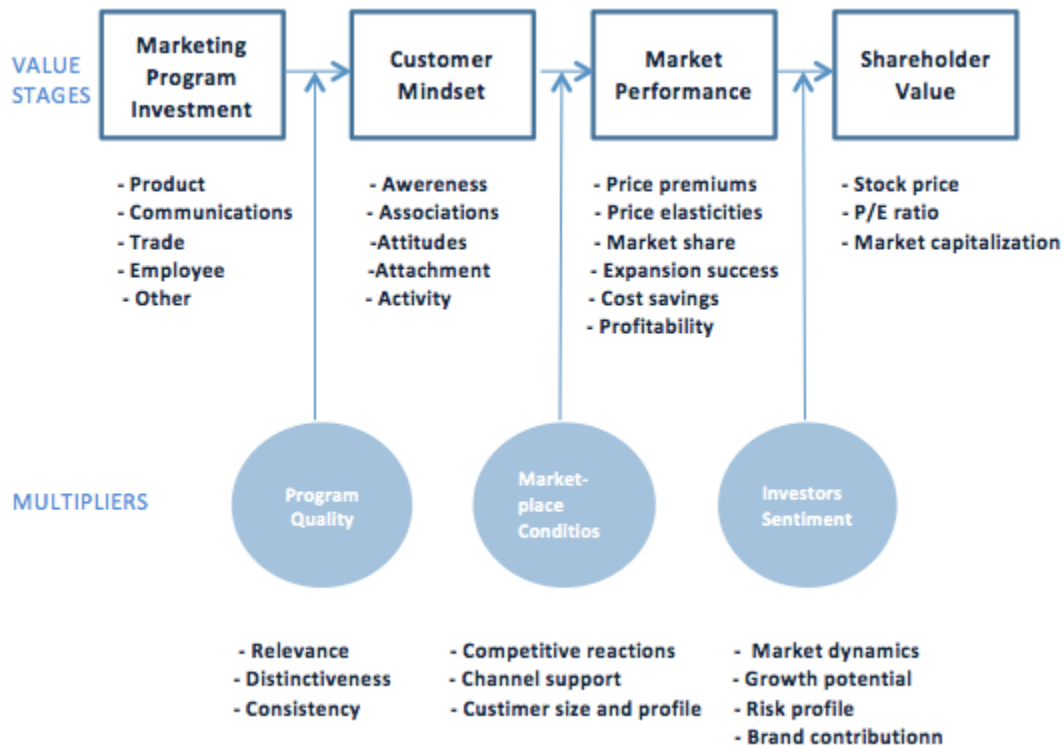 VALUE
STAGES
Marketing
Program
Investment
Customer
Mindset
Market
Performance
Shareholder
Value
- Product
- Communications
- Trade
- Employee
- Other
- Awereness
- Associations
-Attitudes
-Attachment
- Activity
- Price premiums
- Price elasticities
- Market share
- Expansion success
- Cost savings
- Profitability
- Stock price
- P/E ratio
- Market capitalization
MULTIPLIERS
Program
Quality
Market-
place
Conditios
Investors
Sentiment
- Relevance
- Distinctiveness
- Consistency
- Competitive reactions
- Channel support
- Custimer size and profile
- Market dynamics
- Growth potential
- Risk profile
- Brand contributionn